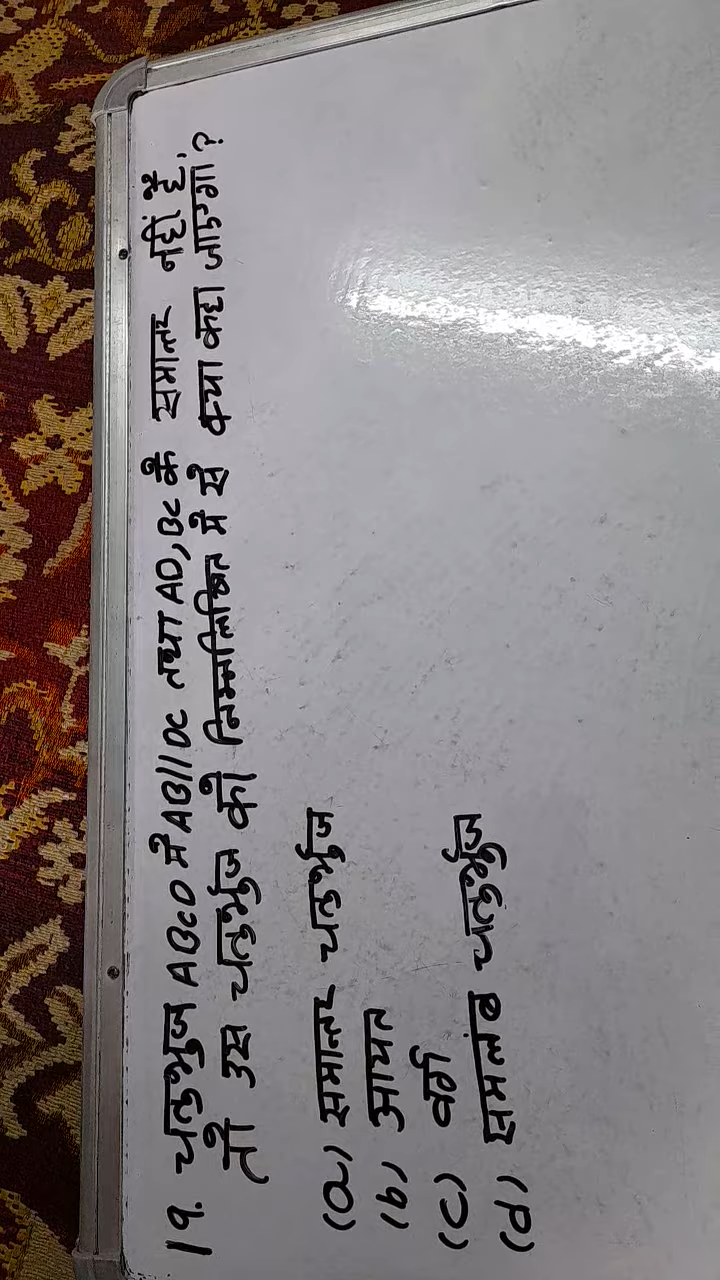 19. चतुर्भुज ABCD में AB||DC तथा AD, BC के समान्तर नहीं है,
तो उस चतुर्भुज को निम्नलिखित में से क्या कहा जाएगा?
(a) समान्तर चतुर्भुज
(b) आयत
(c) वर्ग
(d) समलंब चतुर्भुज